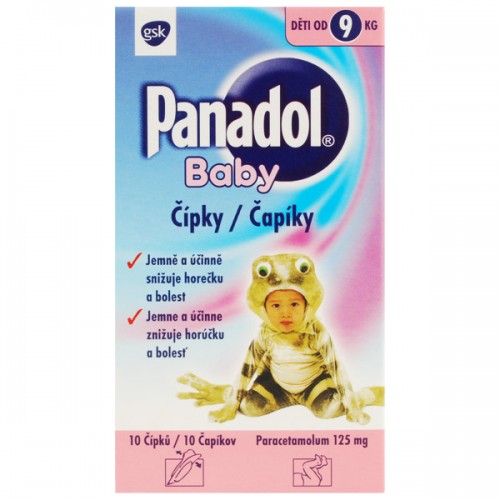 gsk
DĚTI OD 9 KG
Panadol®
Baby
Čípky / Čapíky
✓ Jemně a účinně
snižuje horečku
a bolest
✓ Jemne a účinne
znižuje horúčku
a bolesť
10 Čípků / 10 Čapíkov Paracetamolum 125 mg